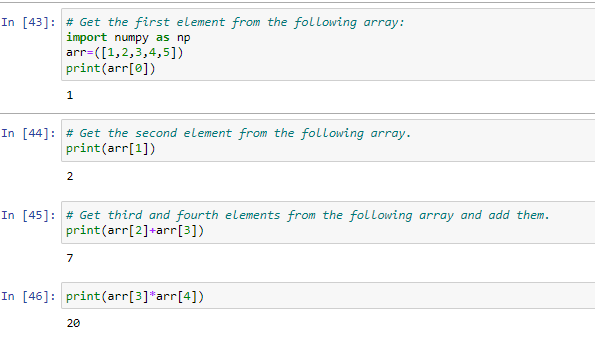 In [43]: # Get the first element from the following array:
import numpy as np
arr=([1,2,3,4,5])
print(arr[0])
1
In [44]: # Get the second element from the following array.
print(arr[1])
2
In [45]: # Get third and fourth elements from the following array and add them.
print(arr[2]+arr[3])
7
In [46]: print(arr[3]*arr[4])
20